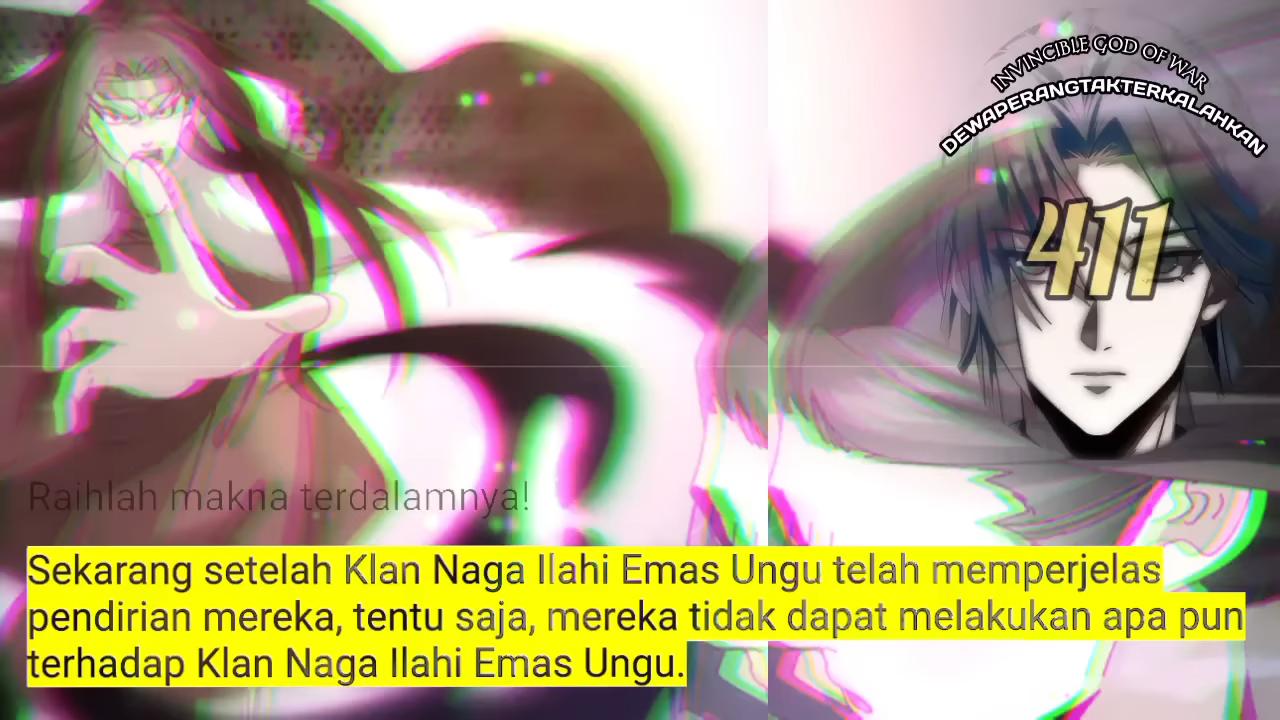 INVINCIBLE GOD OF WAR
DEWAPERANGTAKTERKALAHKAN
411
Raihlah makna terdalamnya!
Sekarang setelah Klan Naga Ilahi Emas Ungu telah memperjelas
pendirian mereka, tentu saja, mereka tidak dapat melakukan apa pun
terhadap Klan Naga Ilahi Emas Ungu.